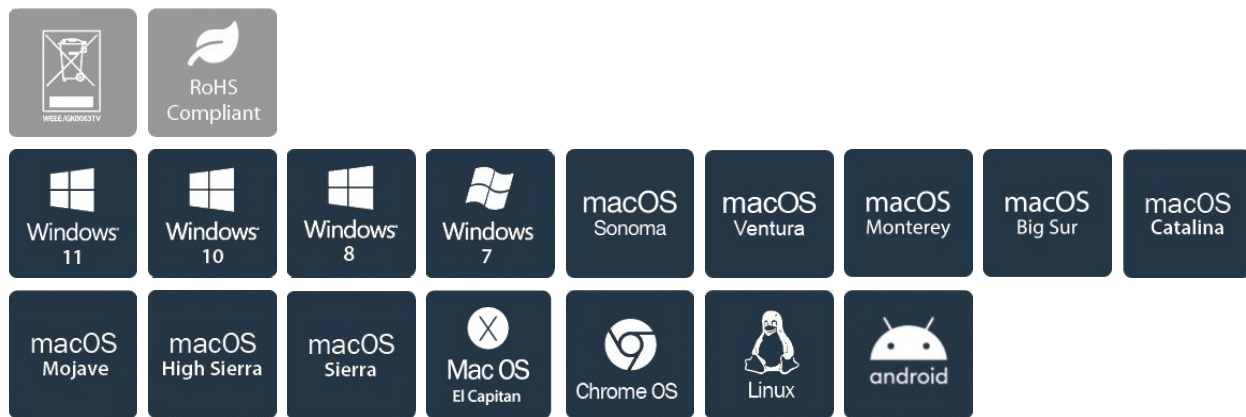 WEEE/GK0063TV
RoHS
Compliant
Windows
11
Windows
10
Windows
8
Windows
7
macOS
Sonoma
macOS
Ventura
macOS
Monterey
macOS
Big Sur
macOS
Catalina
macOS
Mojave
macOS
High Sierra
macOS
Sierra
X
Mac OS
El Capitan
Chrome OS
Linux
android